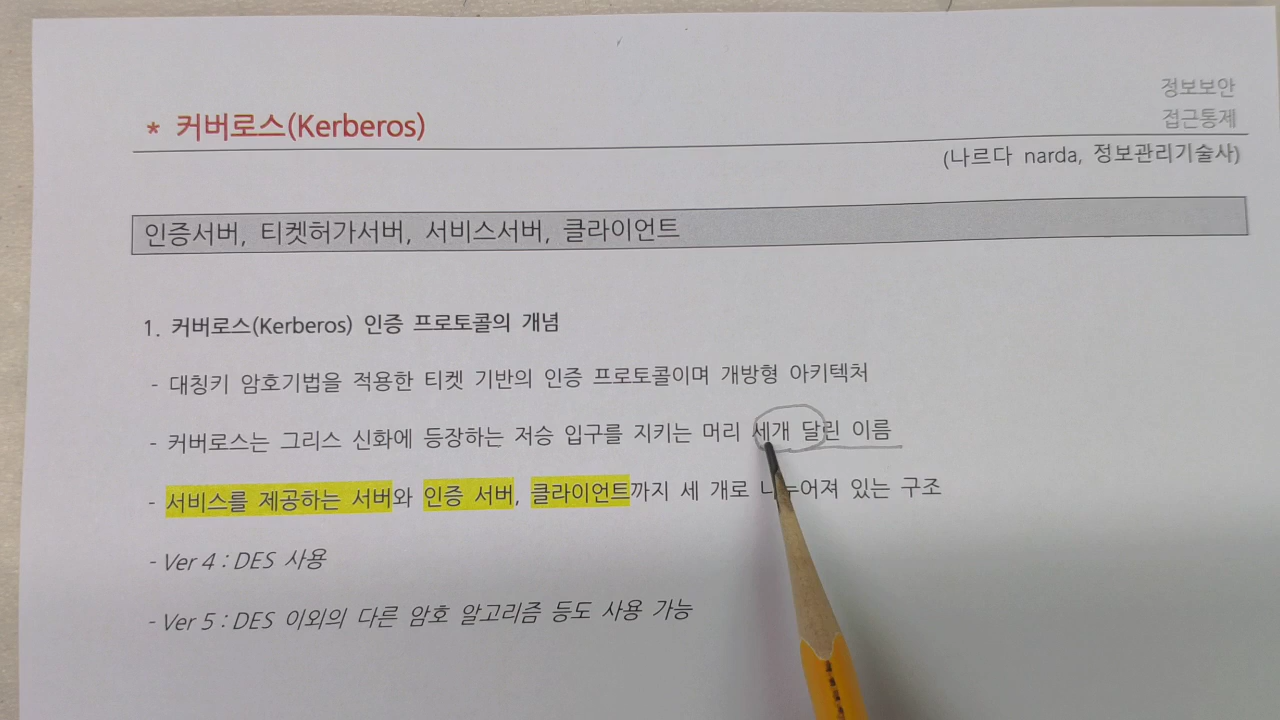 정보보안
접근통제
* 커버로스(Kerberos)
(나르다 narda, 정보관리기술사)
인증서버, 티켓허가서버, 서비스서버, 클라이언트
1. 커버로스(Kerberos) 인증 프로토콜의 개념
- 대칭키 암호기법을 적용한 티켓 기반의 인증 프로토콜이며 개방형 아키텍처
- 커버로스는 그리스 신화에 등장하는 저승 입구를 지키는 머리 세개 달린 이름
- 서비스를 제공하는 서버와 인증 서버, 클라이언트까지 세 개로 나누어져 있는 구조
- Ver 4 : DES 사용
- Ver 5 : DES 이외의 다른 암호 알고리즘 등도 사용 가능